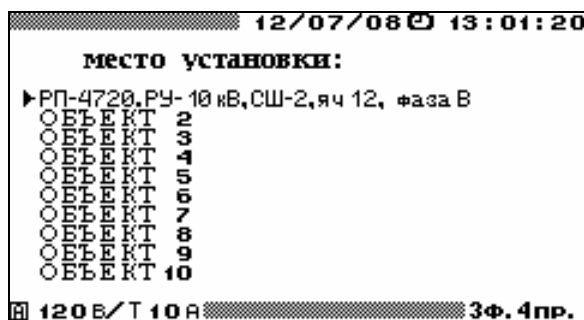 12/07/08 13:01:20
место установки:
РП-4720.РУ-10 кВ,СШ-2,яч 12, фаза В
ОБЪЕКТ 2
ОБЪЕКТ 3
ОБЪЕКТ 4
ОБЪЕКТ 5
ОБЪЕКТ 6
ОБЪЕКТ 7
ОБЪЕКТ 8
ОБЪЕКТ 9
ОБЪЕКТ 10
А 120 В/Т 10 А 3ф.4пр.